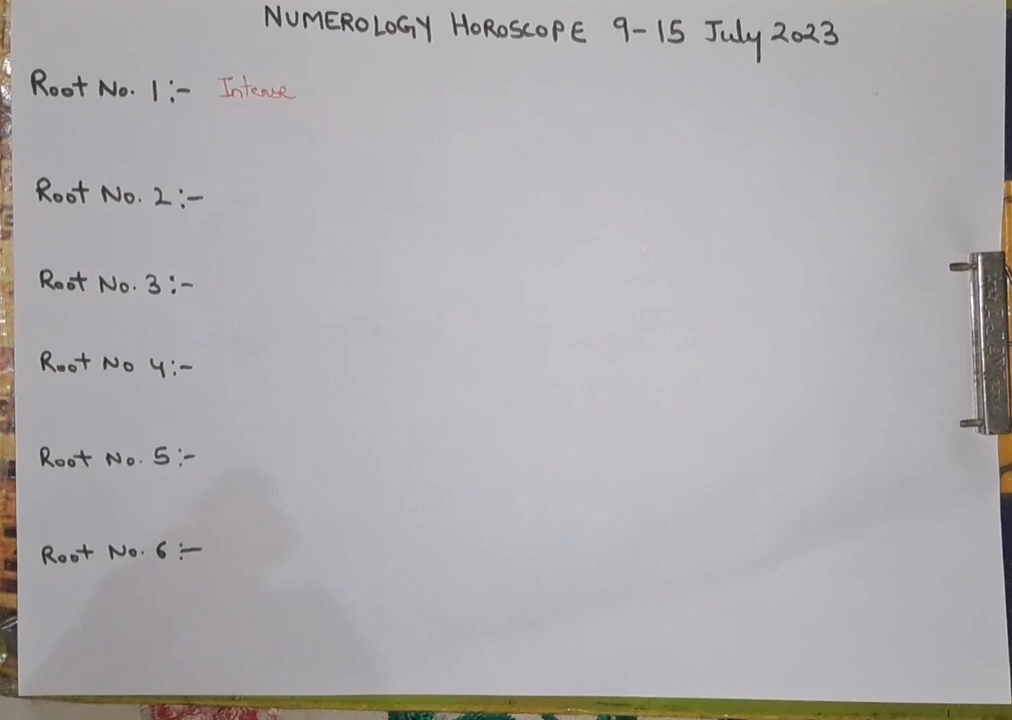 NUMEROLOGY HOROSCOPE 9-15 July 2023
Root No. 1:- Intense
Root No. 2:-
Root No. 3:-
Root No 4:-
Root No. 5:-
Root No. 6:-